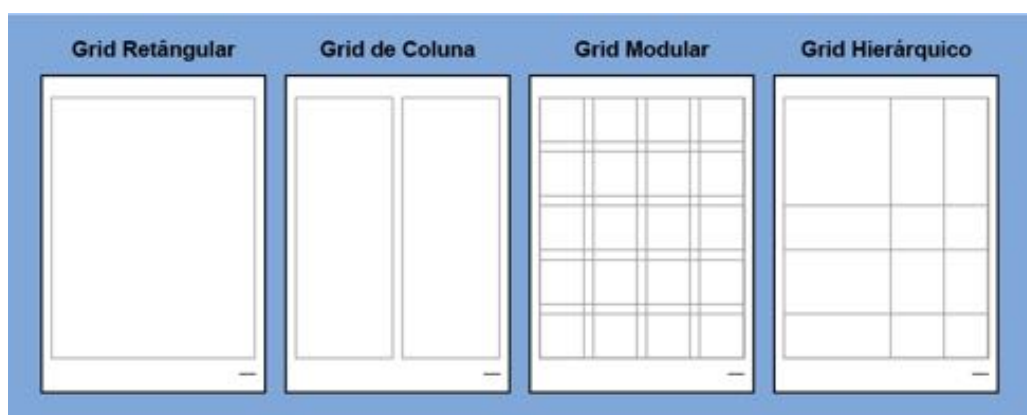 Grid Retângular
Grid de Coluna
Grid Modular
Grid Hierárquico